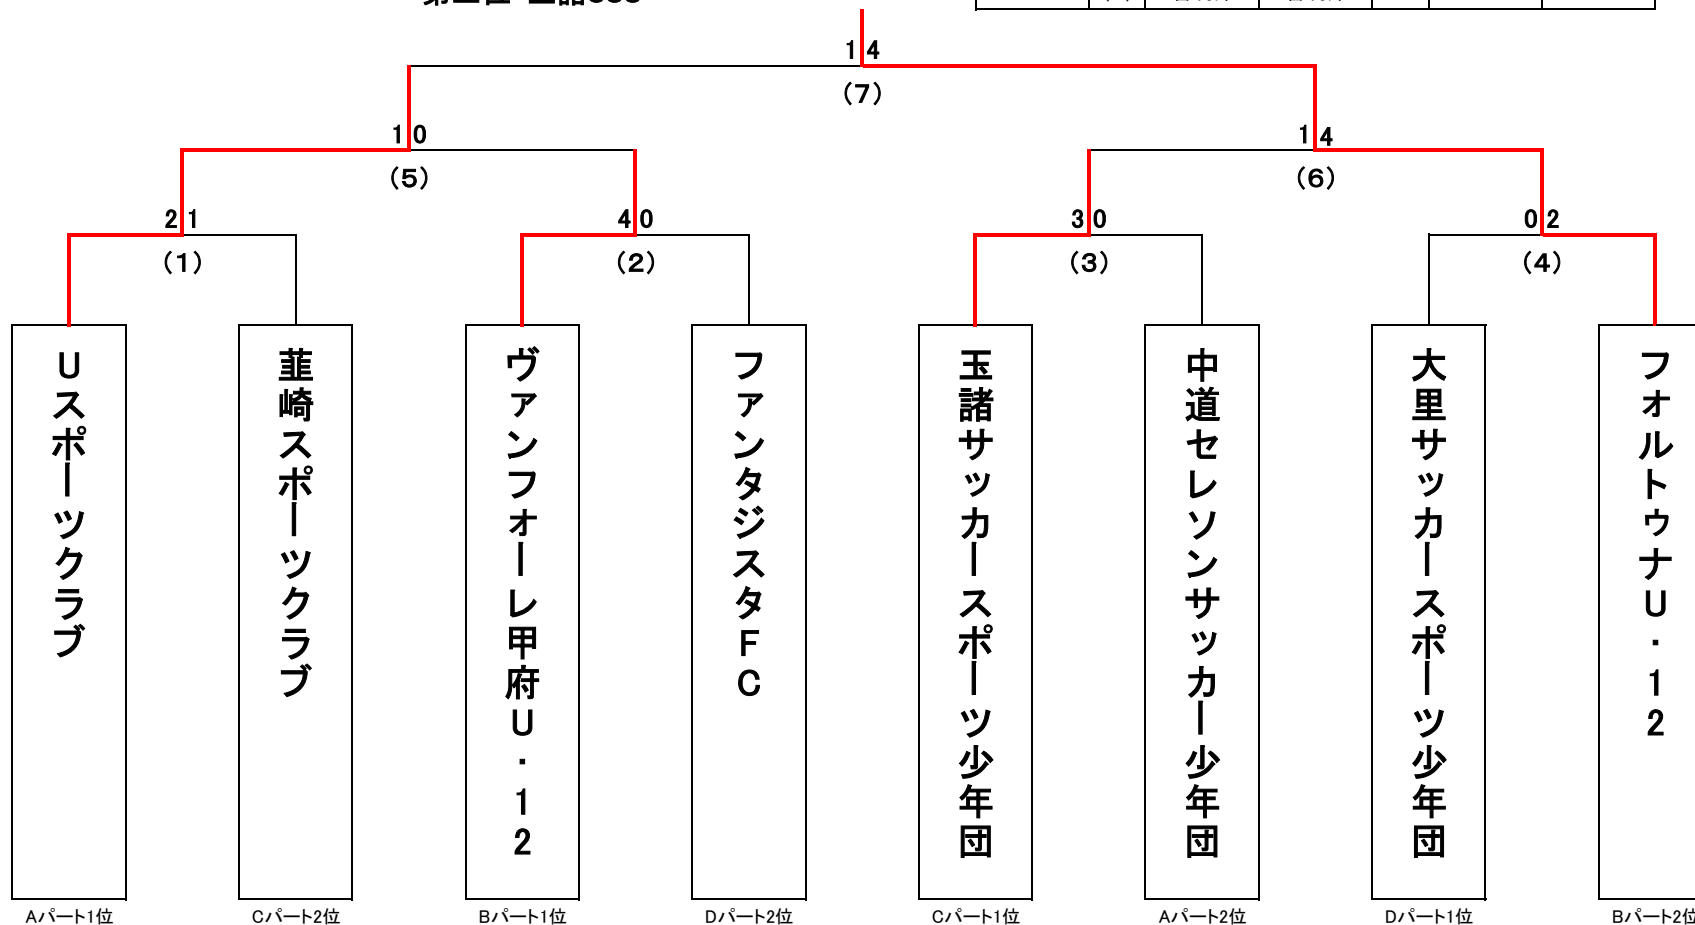 1 4
(7)
1 0
1 4
(5)
(6)
2 1
4 0
3 0
0 2
(1)
(2)
(3)
(4)
Uスポーツクラブ
韮崎スポーツクラブ
ヴァンフォーレ甲府U・12
ファンタジスタFC
玉諸サッカースポーツ少年団
中道セレソンサッカー少年団
大里サッカースポーツ少年団
フォルトゥナU・12
Aパート1位
Cパート2位
Bパート1位
Dパート2位
Cパート1位
Aパート2位
Dパート1位
Bパート2位